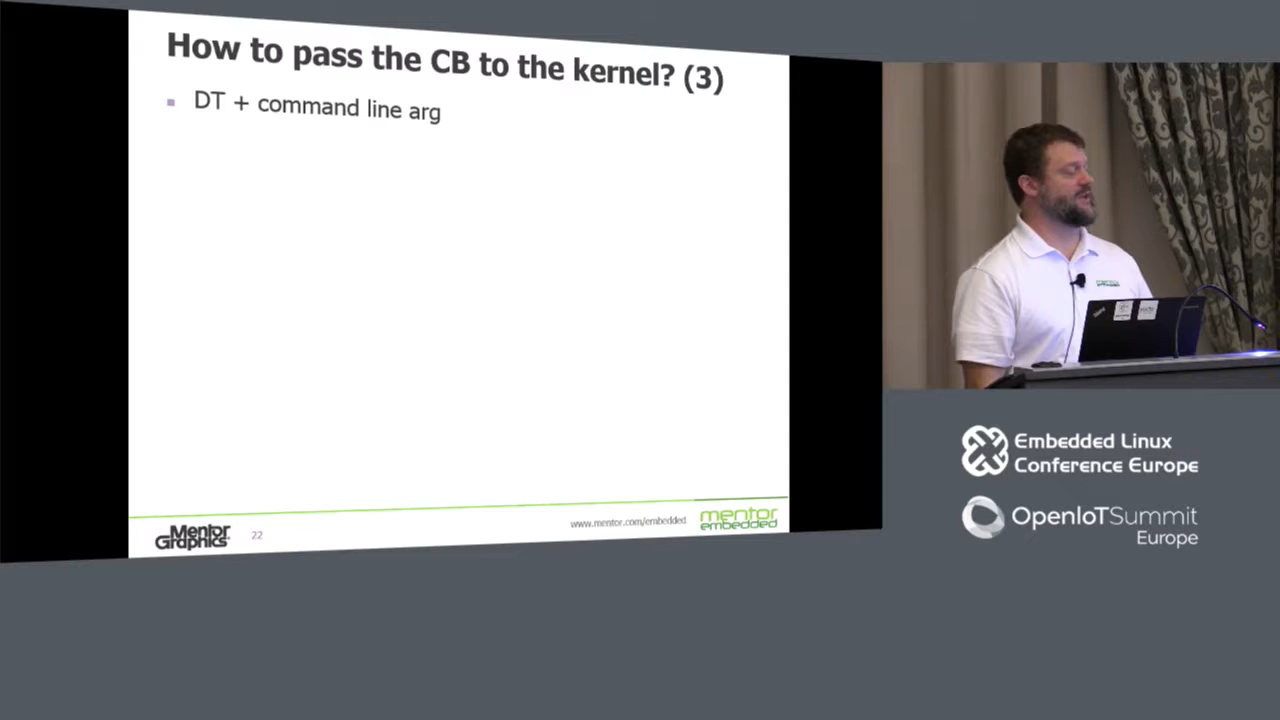 How to pass the CB to the kernel? (3)
DT + command line arg
Mentor
Graphics
22
www.mentor.com/embedded
mentor
embedded
Embedded Linux
Conference Europe
OpenIoTSummit
Europe